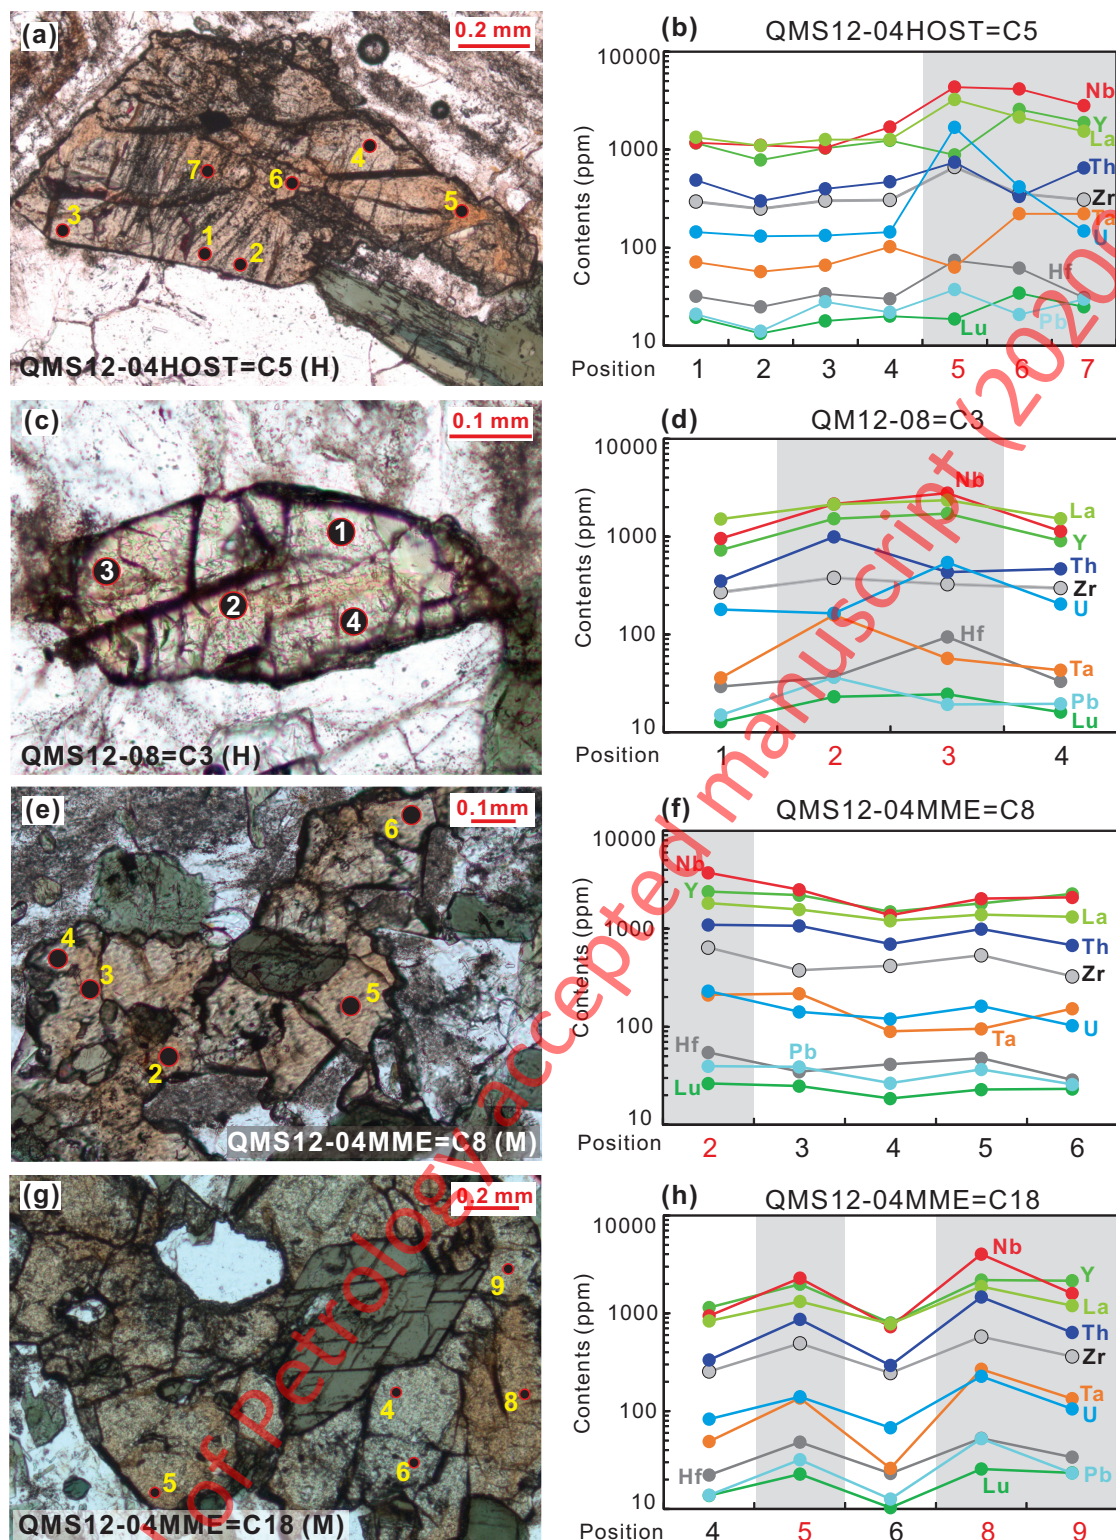 (a)
0.2 mm
7
6
4
5
3
1
2
QMS12-04HOST=C5 (H)
(b)
QMS12-04HOST=C5
Contents (ppm)
10000
1000
100
10
Nb
Y
La
Th
Zr
Ta
U
Hf
Pb
Lu
Position
1 2 3 4 5 6 7
(c)
0.1 mm
1
3
2
4
QMS12-08=C3 (H)
(d)
QM12-08=C3
Contents (ppm)
10000
1000
100
10
Nb
La
Y
Th
Zr
U
Hf
Ta
Pb
Lu
Position
1 2 3 4
(e)
0.1mm
6
4
3
5
2
QMS12-04MME=C8 (M)
(f)
QMS12-04MME=C8
Contents (ppm)
10000
1000
100
10
Nb
Y
La
Th
Zr
U
Ta
Hf
Pb
Lu
Position
2 3 4 5 6
(g)
0.2 mm
9
4
8
6
5
QMS12-04MME=C18 (M)
(h)
QMS12-04MME=C18
Contents (ppm)
10000
1000
100
10
Nb
Y
La
Th
Zr
Ta
U
Hf
Pb
Lu
Position
4 5 6 8 9
of Petrology accepted manuscript (2020